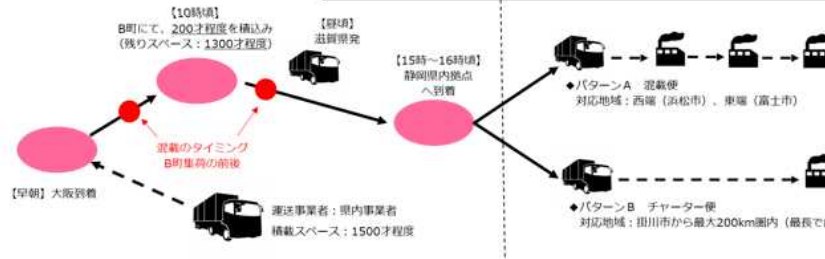 【10時頃】
B町にて、200才程度を積込み
(残りスペース:1300才程度)
【昼頃】
滋賀県発
【15時～16時頃】
静岡県内拠点
へ到着
◆パターンA 混載便
対応地域:西端(浜松市)、東端(富士市)
混載のタイミング
B町集荷の前後
【早朝】大阪到着
運送事業者:県内事業者
積載スペース:1500才程度
◆パターンB チャーター便
対応地域:掛川市から最大200km圏内(最長で